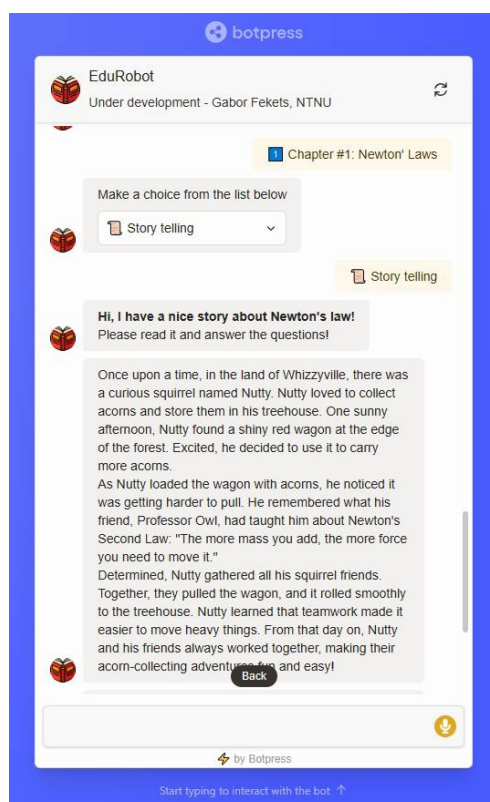 botpress
EduRobot
Under development - Gabor Fekets, NTNU
1 Chapter #1: Newton' Laws
Make a choice from the list below
Story telling
Story telling
Hi, I have a nice story about Newton's law!
Please read it and answer the questions!
Once upon a time, in the land of Whizzyville, there was
a curious squirrel named Nutty. Nutty loved to collect
acorns and store them in his treehouse. One sunny
afternoon, Nutty found a shiny red wagon at the edge
of the forest. Excited, he decided to use it to carry
more acorns.
As Nutty loaded the wagon with acorns, he noticed it
was getting harder to pull. He remembered what his
friend, Professor Owl, had taught him about Newton's
Second Law: "The more mass you add, the more force
you need to move it."
Determined, Nutty gathered all his squirrel friends.
Together, they pulled the wagon, and it rolled smoothly
to the treehouse. Nutty learned that teamwork made it
easier to move heavy things. From that day on, Nutty
and his friends always worked together, making their
acorn-collecting adventures fun and easy!
Back
by Botpress
Start typing to interact with the bot ↑